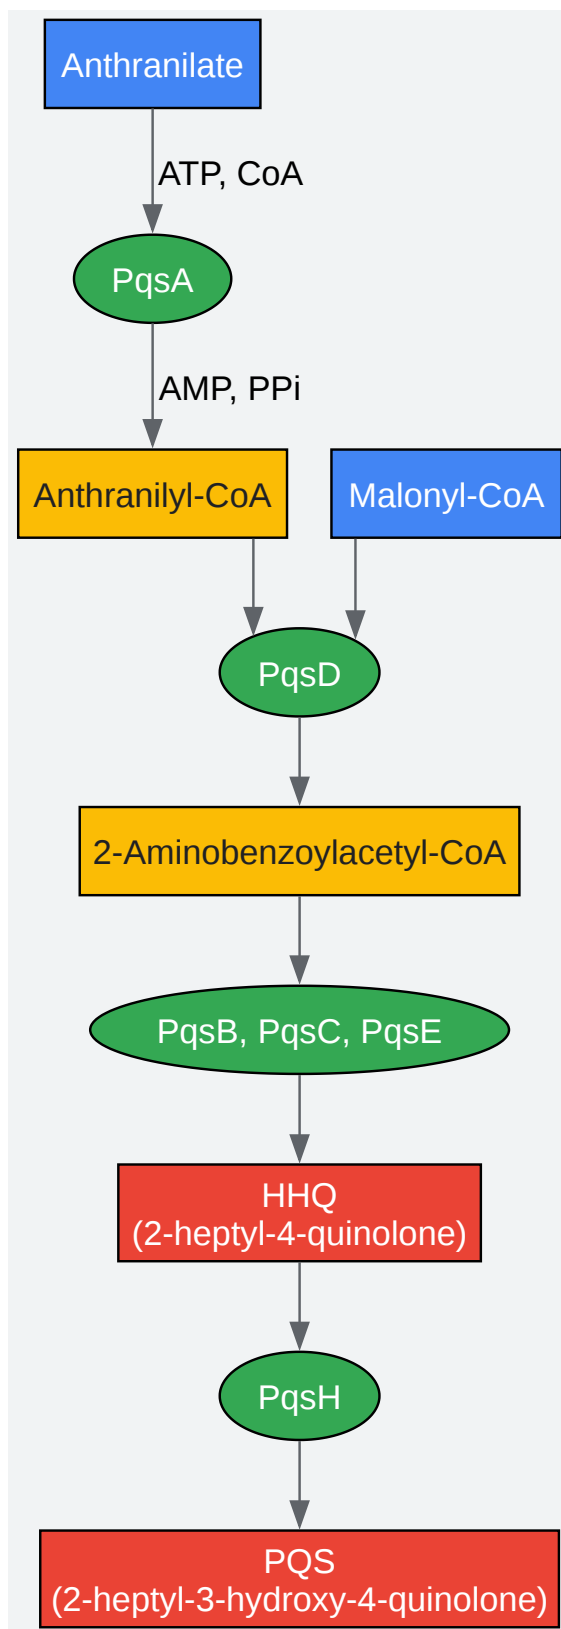 Anthranilate
ATP, CoA
PqsA
AMP, PPi
Anthranilyl-CoA
Malonyl-CoA
PqsD
2-Aminobenzoylacetyl-CoA
PqsB, PqsC, PqsE
HHQ
(2-heptyl-4-quinolone)
PqsH
PQS
(2-heptyl-3-hydroxy-4-quinolone)